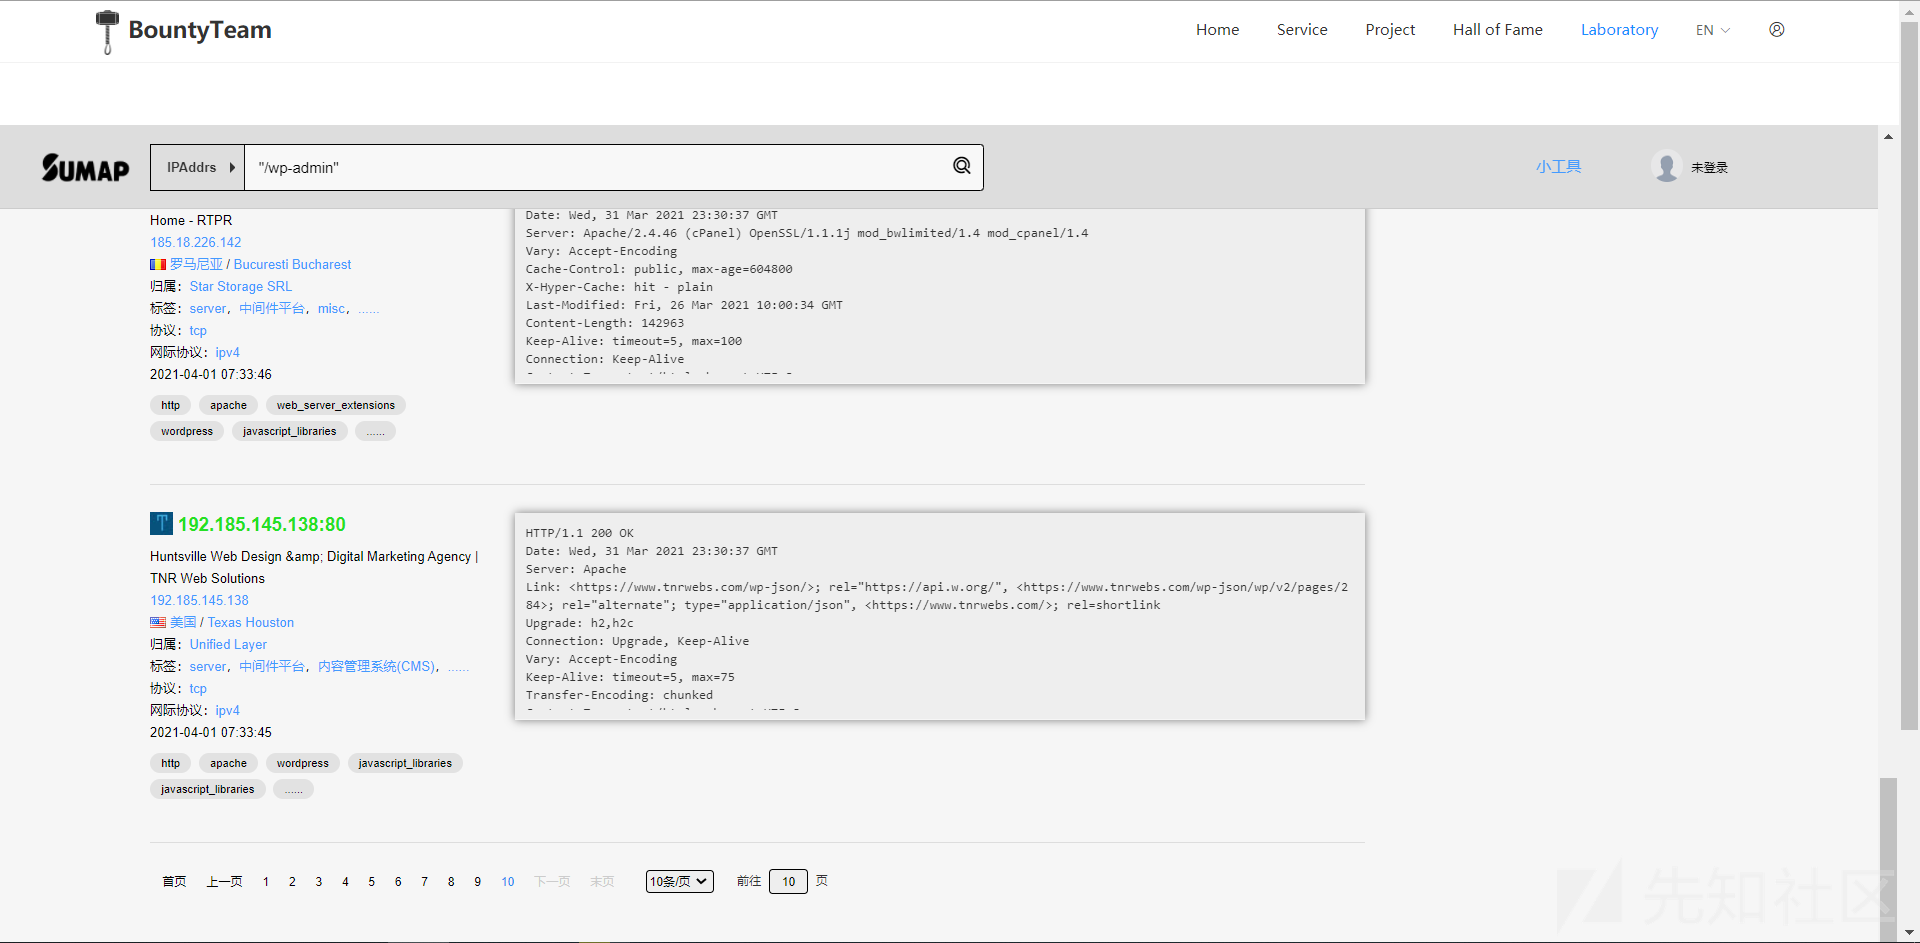 BountyTeam
Home Service Project Hall of Fame Laboratory EN
SUMAP
IPAddrs
"/wp-admin"
小工具
未登录
Home - RTPR
185.18.226.142
罗马尼亚 / Bucuresti Bucharest
归属： Star Storage SRL
标签： server， 中间件平台， misc， ......
协议： tcp
网际协议： ipv4
2021-04-01 07:33:46
http apache web_server_extensions
wordpress javascript_libraries ......
Date: Wed, 31 Mar 2021 23:30:37 GMT
Server: Apache/2.4.46 (cPanel) OpenSSL/1.1.1j mod_bwlimited/1.4 mod_cpanel/1.4
Vary: Accept-Encoding
Cache-Control: public, max-age=604800
X-Hyper-Cache: hit - plain
Last-Modified: Fri, 26 Mar 2021 10:00:34 GMT
Content-Length: 142963
Keep-Alive: timeout=5, max=100
Connection: Keep-Alive
192.185.145.138:80
Huntsville Web Design &amp; Digital Marketing Agency |
TNR Web Solutions
192.185.145.138
美国 / Texas Houston
归属： Unified Layer
标签： server， 中间件平台， 内容管理系统(CMS)， ......
协议： tcp
网际协议： ipv4
2021-04-01 07:33:45
http apache wordpress javascript_libraries
javascript_libraries ......
HTTP/1.1 200 OK
Date: Wed, 31 Mar 2021 23:30:37 GMT
Server: Apache
Link: <https://www.tnrwebs.com/wp-json/>; rel="https://api.w.org/", <https://www.tnrwebs.com/wp-json/wp/v2/pages/2
84>; rel="alternate"; type="application/json", <https://www.tnrwebs.com/>; rel=shortlink
Upgrade: h2,h2c
Connection: Upgrade, Keep-Alive
Vary: Accept-Encoding
Keep-Alive: timeout=5, max=75
Transfer-Encoding: chunked
首页 上一页 1 2 3 4 5 6 7 8 9 10 下一页 末页 10条/页 前往 10 页
先知社区